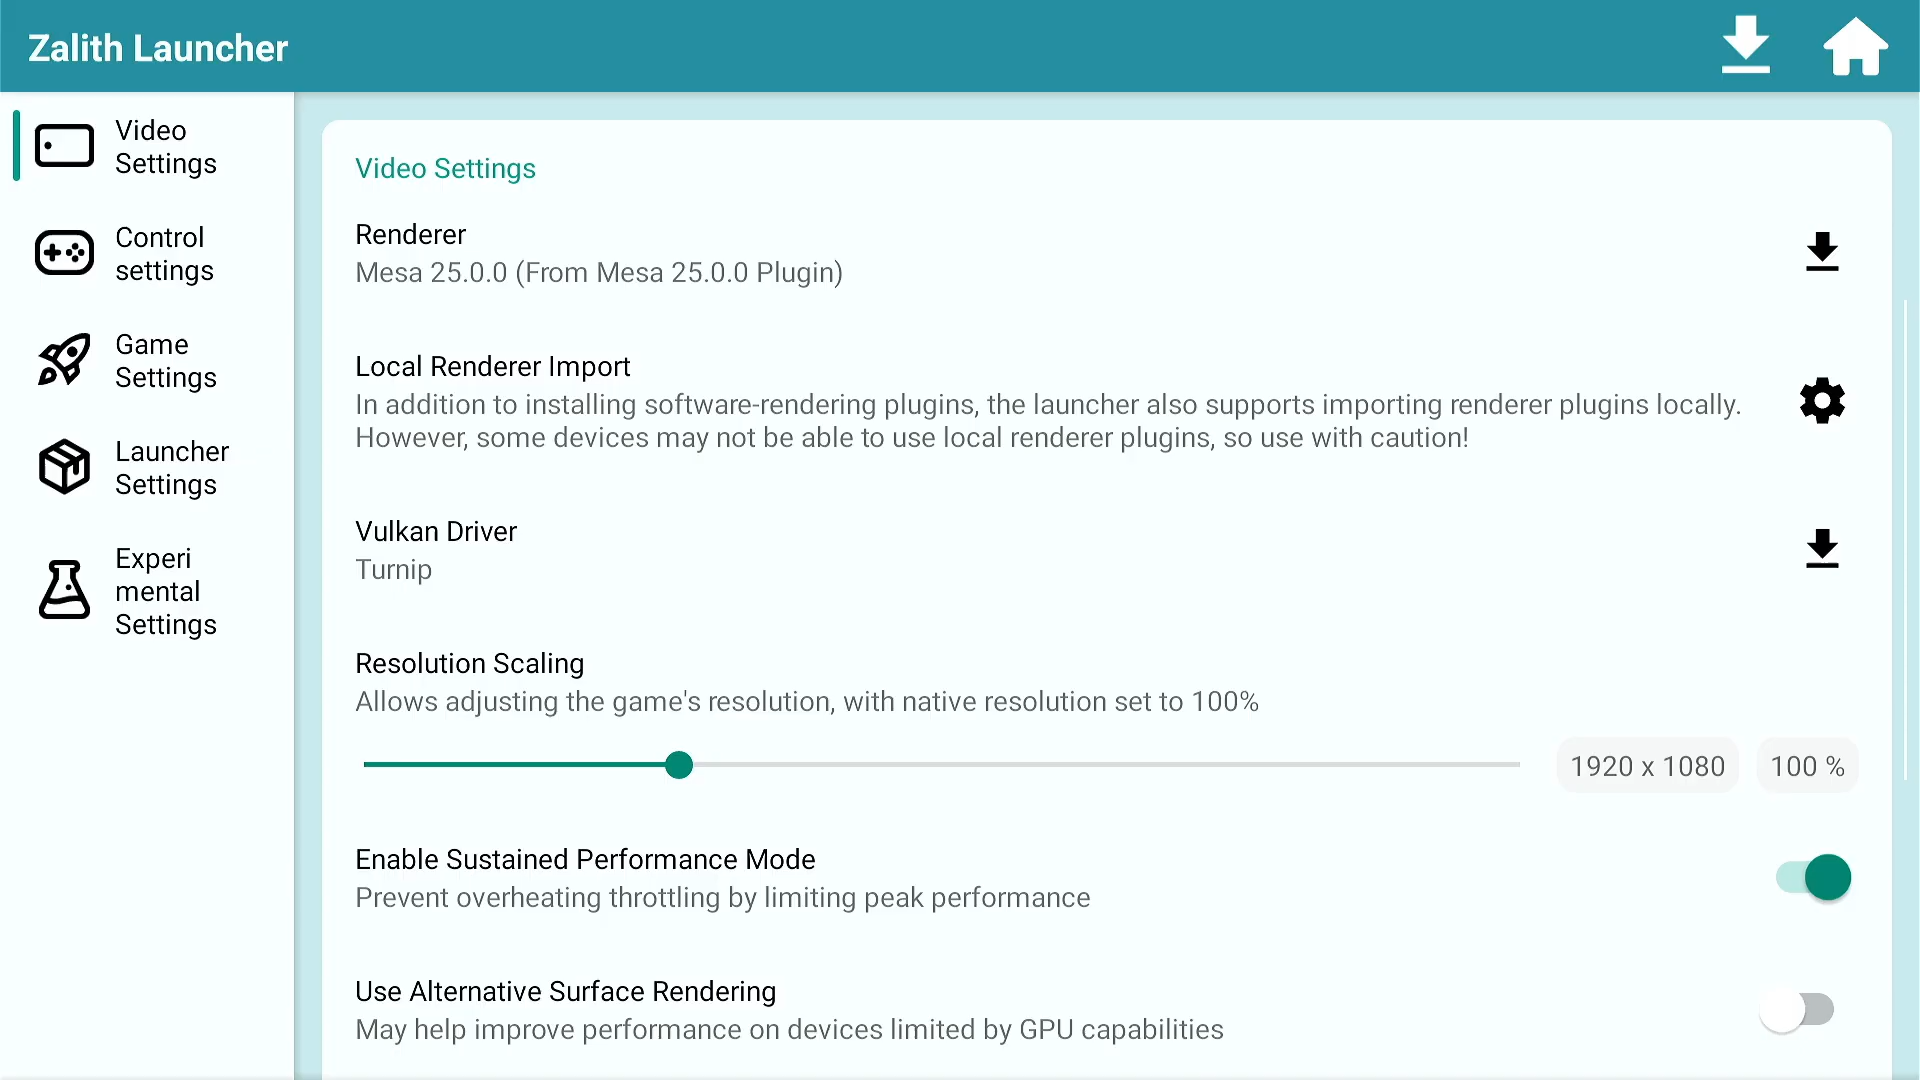 Zalith Launcher
Video
Settings
Control
settings
Game
Settings
Launcher
Settings
Experi
mental
Settings
Video Settings
Renderer
Mesa 25.0.0 (From Mesa 25.0.0 Plugin)
Local Renderer Import
In addition to installing software-rendering plugins, the launcher also supports importing renderer plugins locally.
However, some devices may not be able to use local renderer plugins, so use with caution!
Vulkan Driver
Turnip
Resolution Scaling
Allows adjusting the game's resolution, with native resolution set to 100%
1920 x 1080
100 %
Enable Sustained Performance Mode
Prevent overheating throttling by limiting peak performance
Use Alternative Surface Rendering
May help improve performance on devices limited by GPU capabilities